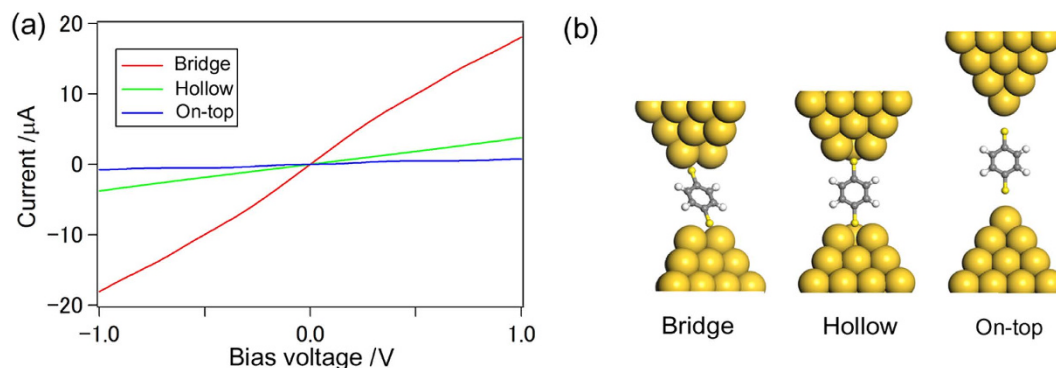 (a)
20
10
0
−10
−20
Current /μA
Bridge
Hollow
On-top
−1.0
0.0
1.0
Bias voltage /V
(b)
Bridge
Hollow
On-top